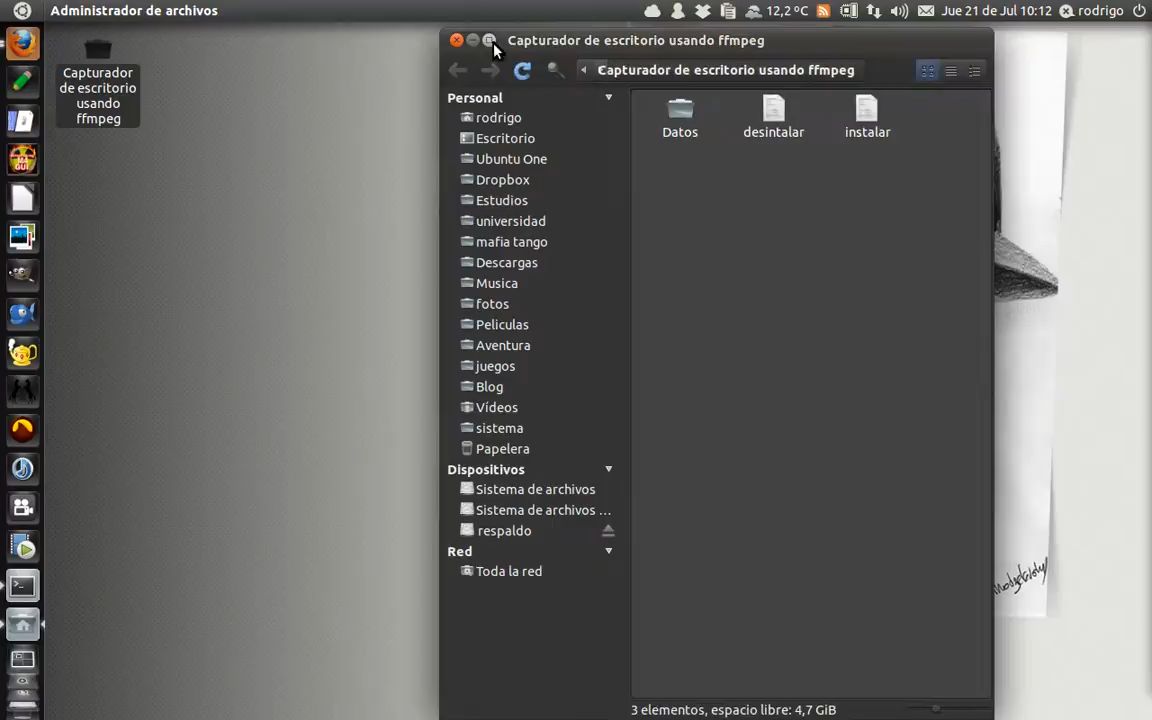 Administrador de archivos
12,2°C
Jue 21 de Jul 10:12
rodrigo
Capturador
de escritorio
usando
ffmpeg
Capturador de escritorio usando ffmpeg
Capturador de escritorio usando ffmpeg
Personal
rodrigo
Escritorio
Ubuntu One
Dropbox
Estudios
universidad
mafia tango
Descargas
Musica
fotos
Peliculas
Aventura
juegos
Blog
Vídeos
sistema
Papelera
Dispositivos
Sistema de archivos
Sistema de archivos ...
respaldo
Red
Toda la red
Datos
desintalar
instalar
3 elementos, espacio libre: 4,7 GiB